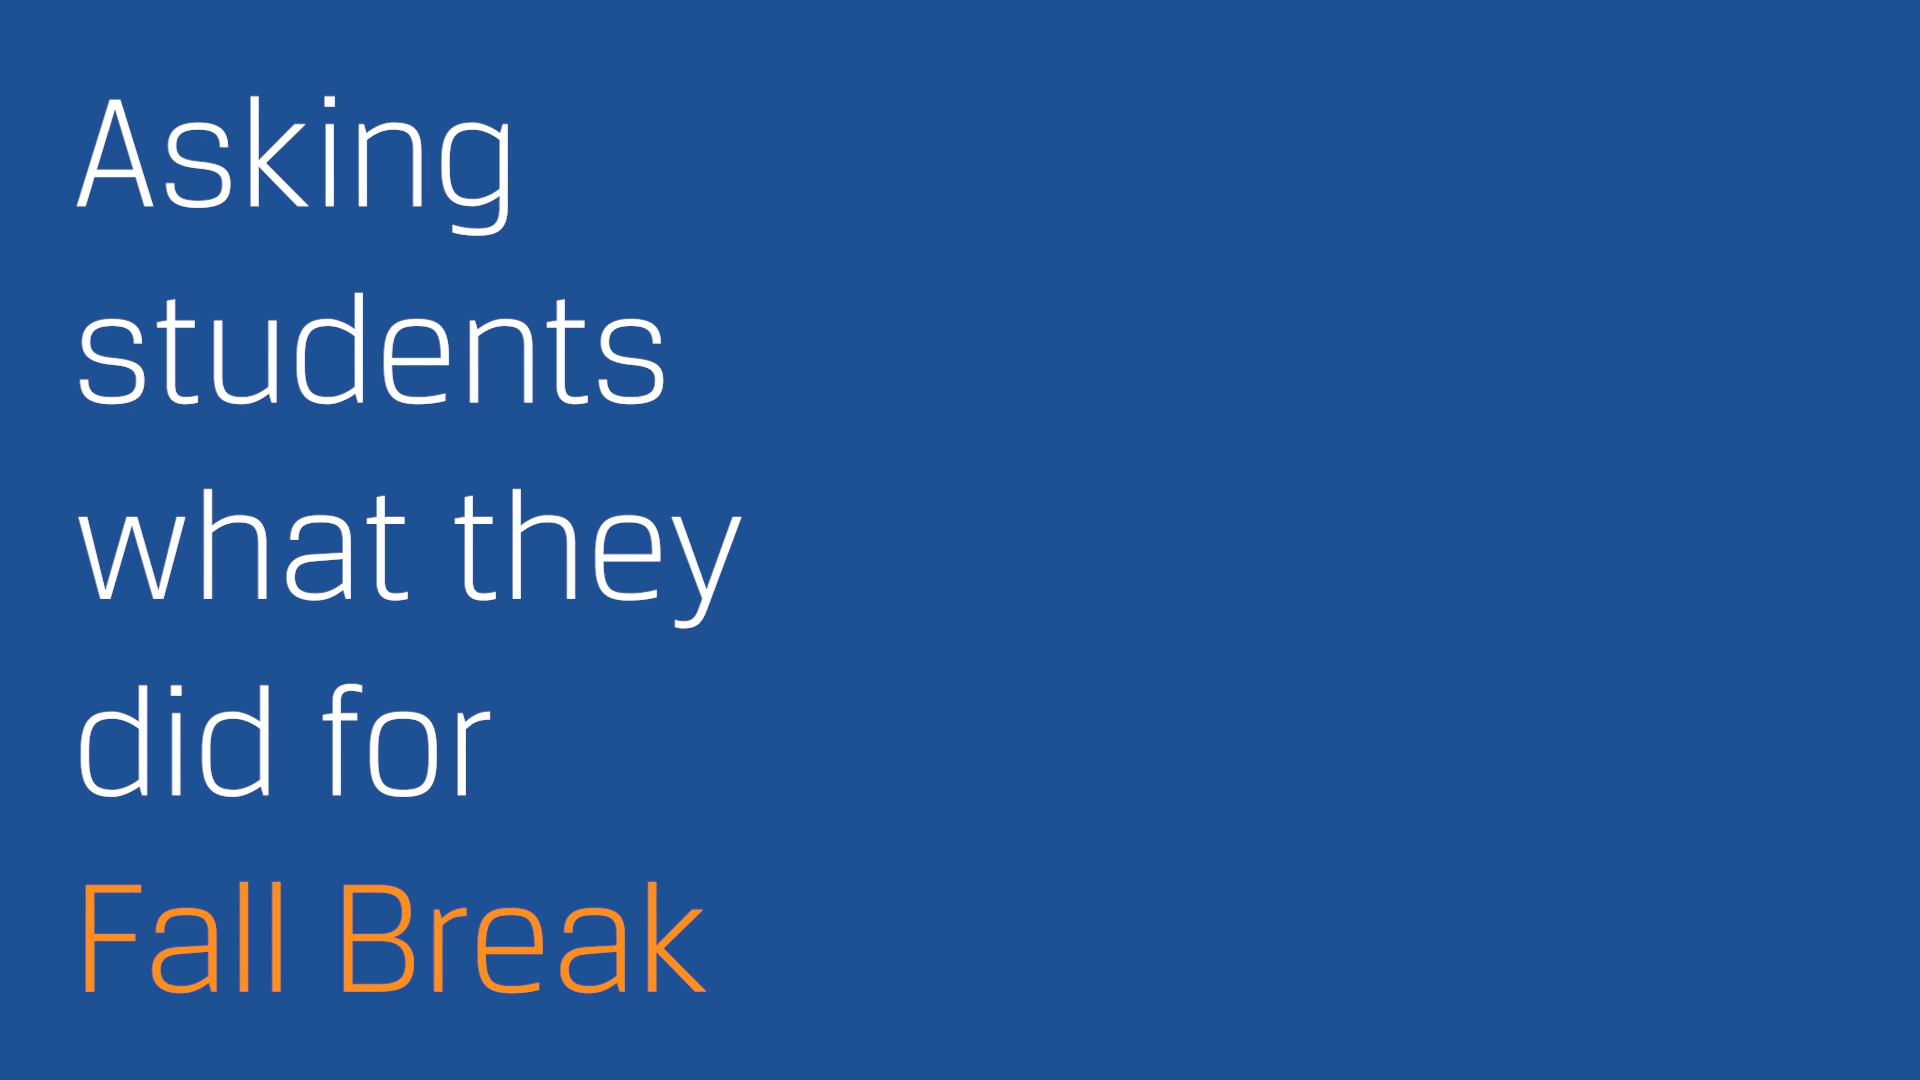 Asking
students
what they
did for
Fall Break